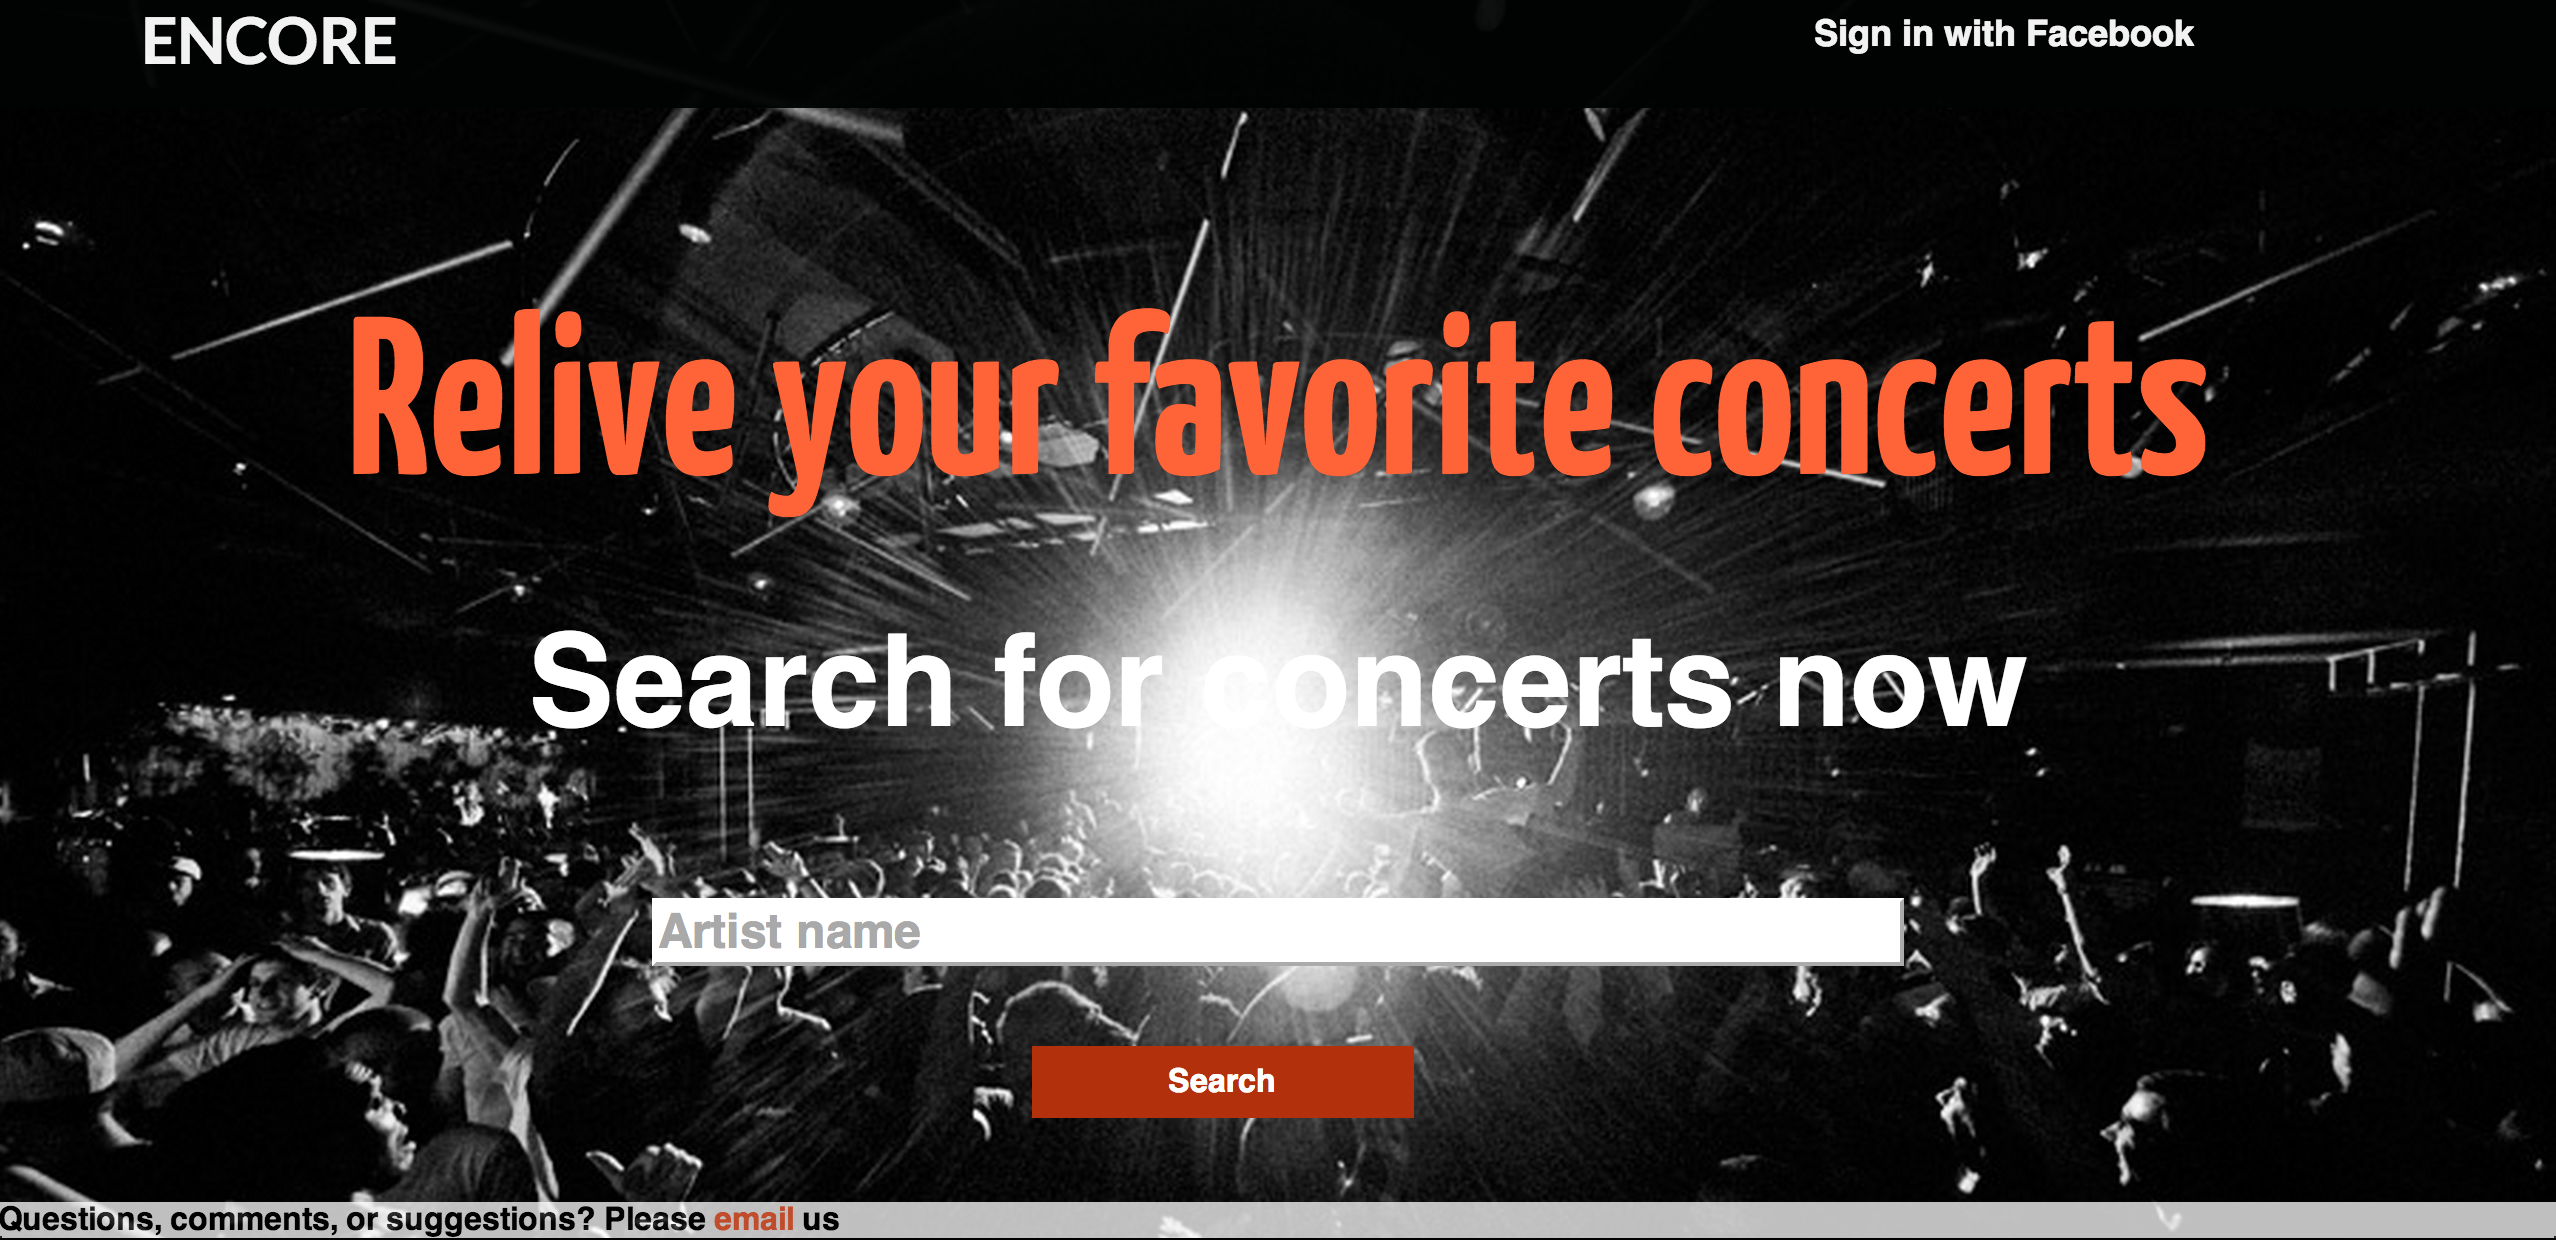 ENCORE
Sign in with Facebook
Relive your favorite concerts
Search for concerts now
Artist name
Search
Questions, comments, or suggestions? Please email us